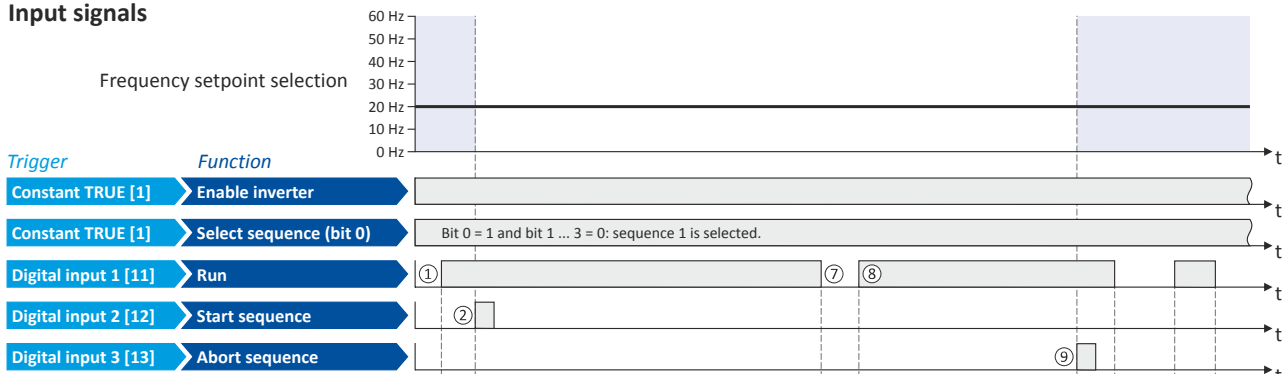 Input signals
60 Hz
50 Hz
40 Hz
Frequency setpoint selection
30 Hz
20 Hz
10 Hz
0 Hz
t
Trigger Function
Constant TRUE [1] Enable inverter
t
Constant TRUE [1] Select sequence (bit 0) Bit 0 = 1 and bit 1 ... 3 = 0: sequence 1 is selected.
t
Digital input 1 [11] Run ① ⑦ ⑧
t
Digital input 2 [12] Start sequence ②
t
Digital input 3 [13] Abort sequence ⑨
t